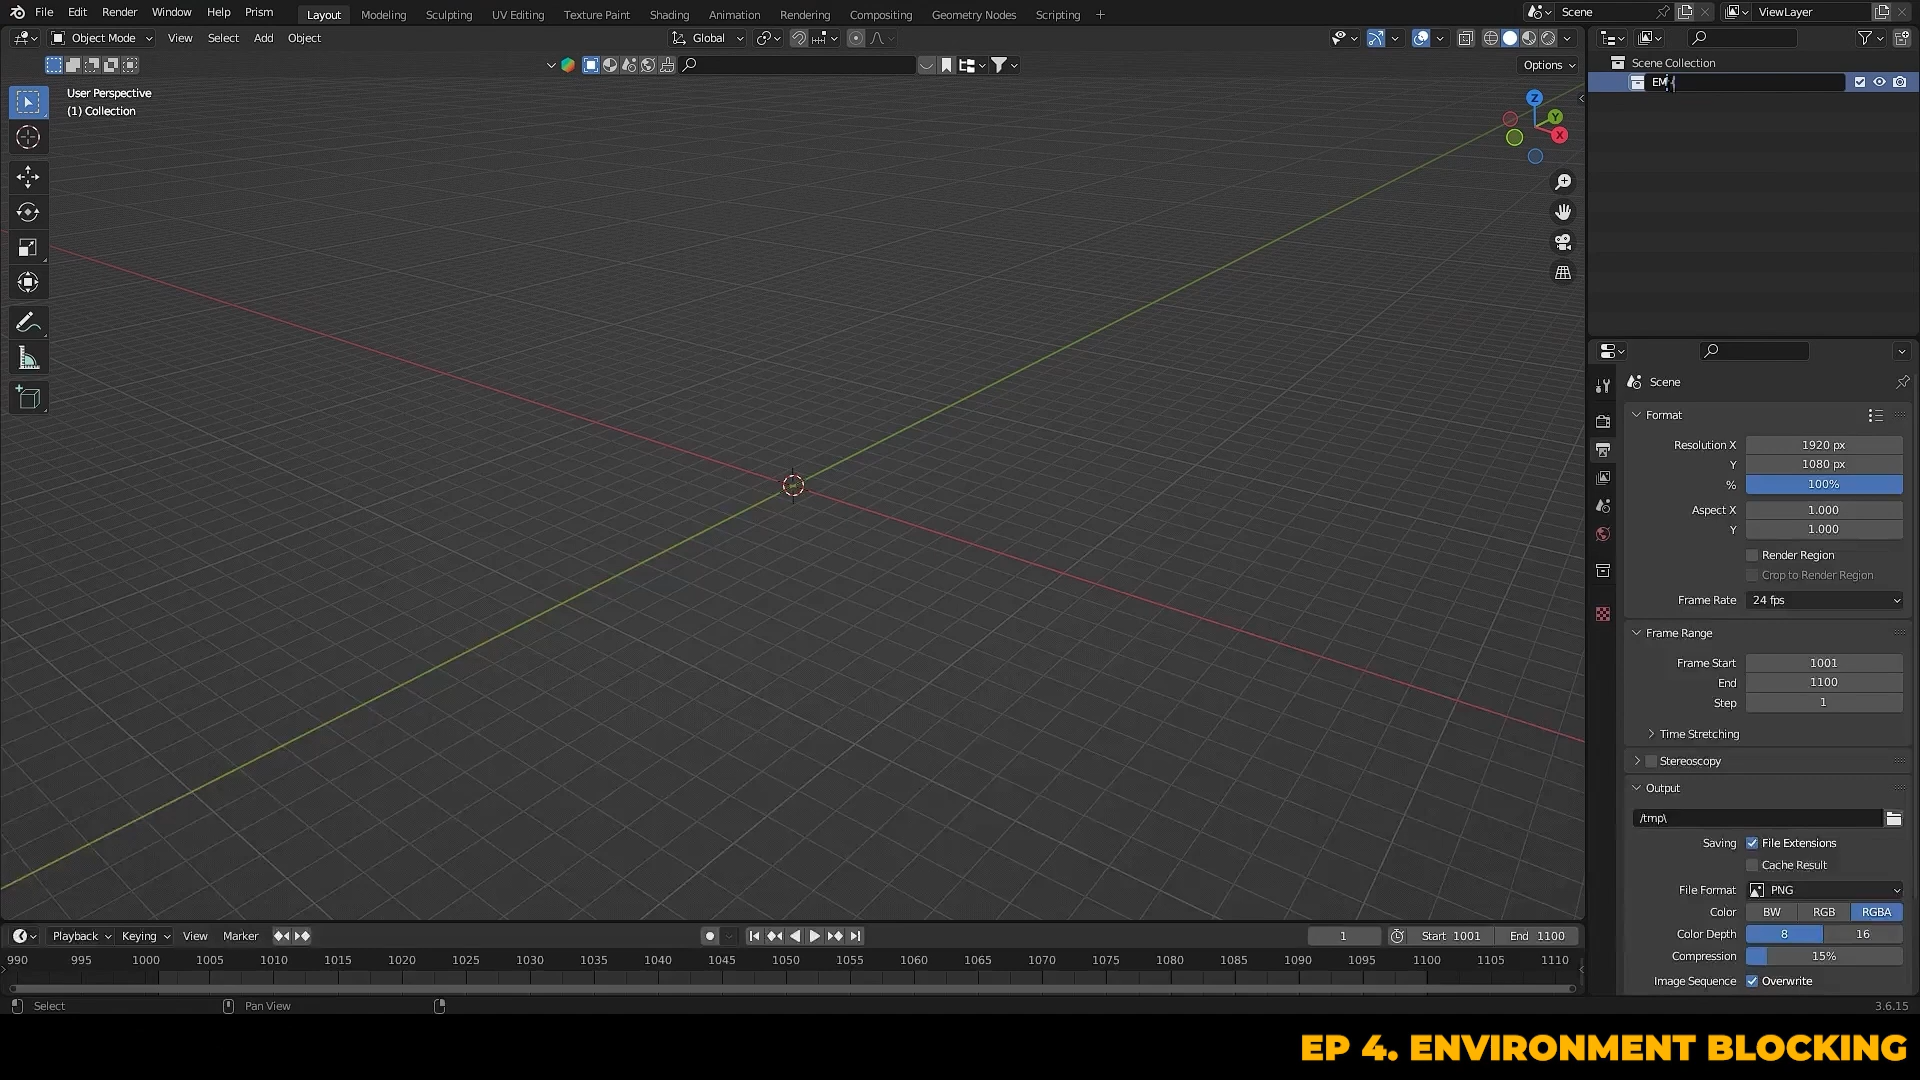 File Edit Render Window Help Prism Layout Modeling Sculpting UV Editing Texture Paint Shading Animation Rendering Compositing Geometry Nodes Scripting + Scene ViewLayer
Object Mode View Select Add Object Global
Options
User Perspective
(1) Collection
Z
Y
X
Scene Collection
EM
Scene
Format
Resolution X 1920 px
Y 1080 px
% 100%
Aspect X 1.000
Y 1.000
Render Region
Crop to Render Region
Frame Rate 24 fps
Frame Range
Frame Start 1001
End 1100
Step 1
Time Stretching
Stereoscopy
Output
/tmp\
Saving File Extensions
Cache Result
File Format PNG
Color BW RGB RGBA
Color Depth 8 16
Compression 15%
Image Sequence Overwrite
Playback Keying View Marker 1 Start 1001 End 1100
990 995 1000 1005 1010 1015 1020 1025 1030 1035 1040 1045 1050 1055 1060 1065 1070 1075 1080 1085 1090 1095 1100 1105 1110
Select Pan View 3.6.15
EP 4. ENVIRONMENT BLOCKING